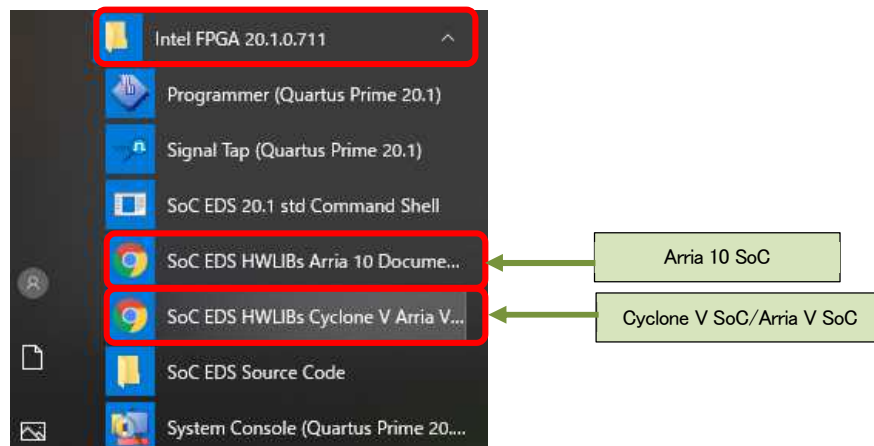 Intel FPGA 20.1.0.711
Programmer (Quartus Prime 20.1)
Signal Tap (Quartus Prime 20.1)
SoC EDS 20.1 std Command Shell
SoC EDS HWLIBs Arria 10 Docume...
Arria 10 SoC
SoC EDS HWLIBs Cyclone V Arria V...
Cyclone V SoC/Arria V SoC
SoC EDS Source Code
System Console (Quartus Prime 20....